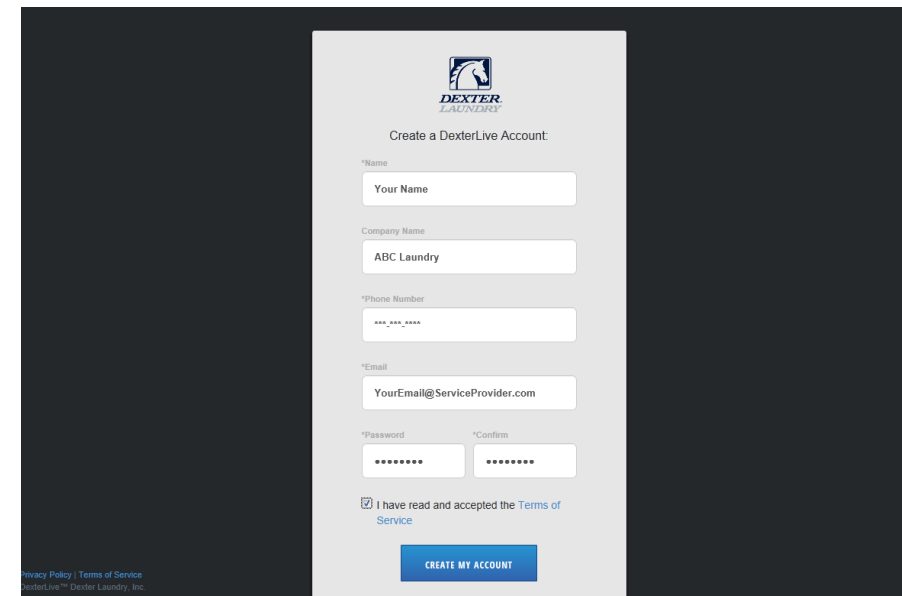 DEXTER
LAUNDRY
Create a DexterLive Account:
*Name
Your Name
Company Name
ABC Laundry
*Phone Number
***-***-****
*Email
YourEmail@ServiceProvider.com
*Password *Confirm
•••••••• ••••••••
I have read and accepted the Terms of
Service
CREATE MY ACCOUNT
Privacy Policy | Terms of Service
DexterLive™ Dexter Laundry, Inc.